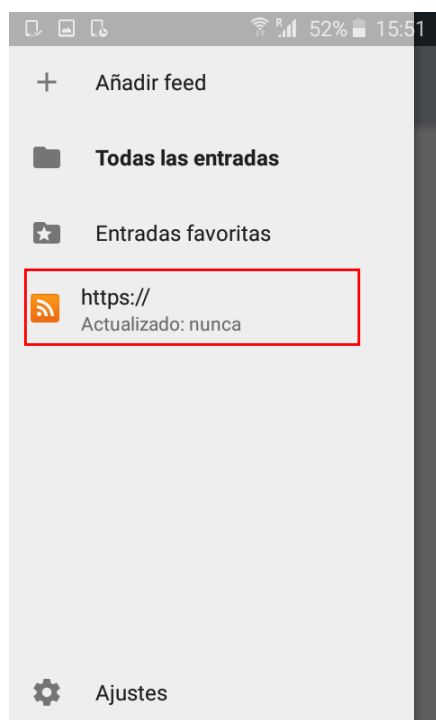 R 52% 15:51
Añadir feed
Todas las entradas
Entradas favoritas
https://
Actualizado: nunca
Ajustes